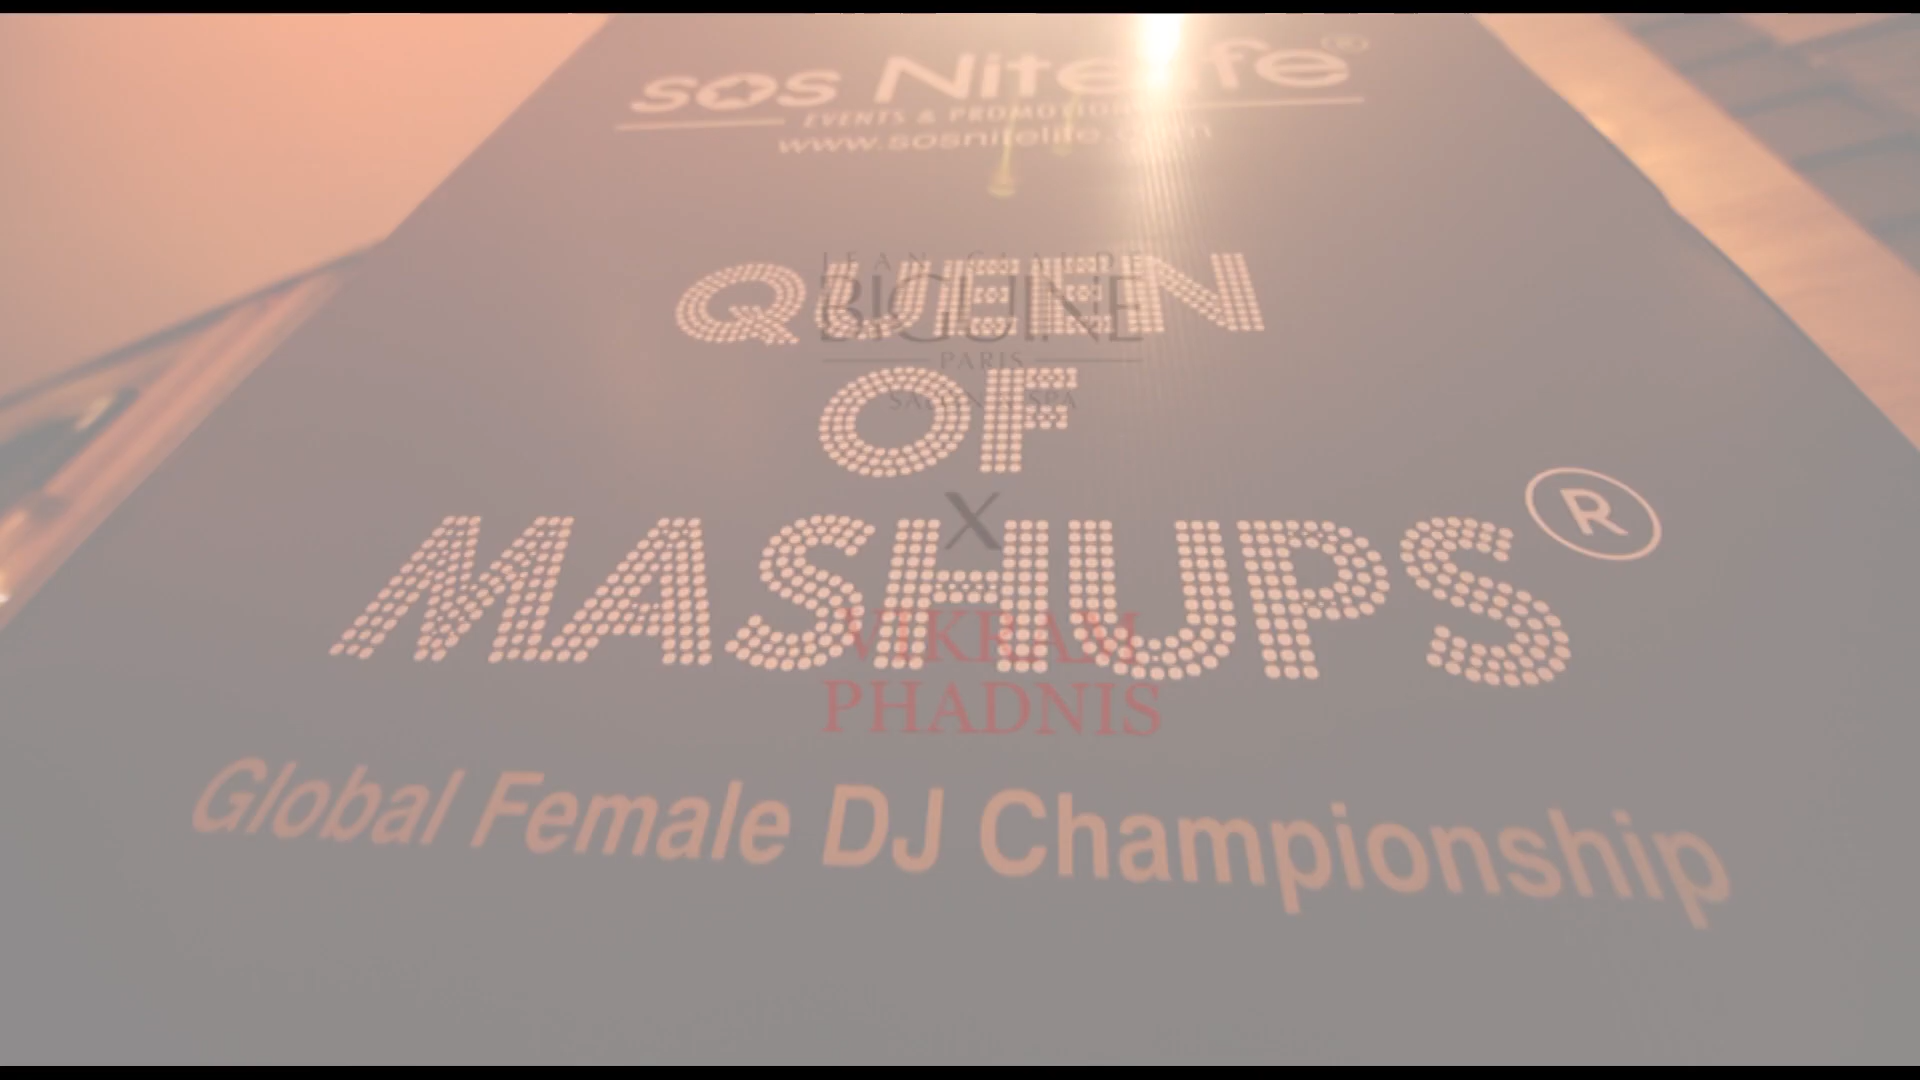 SOS Nitelife®
EVENTS & PROMOTIONS
www.sosnitelife.com
JEAN CLAUDE
BIGUINE
PARIS
SALON & SPA
QUEEN
OF
X
MASHUPS®
VIKRAM
PHADNIS
Global Female DJ Championship